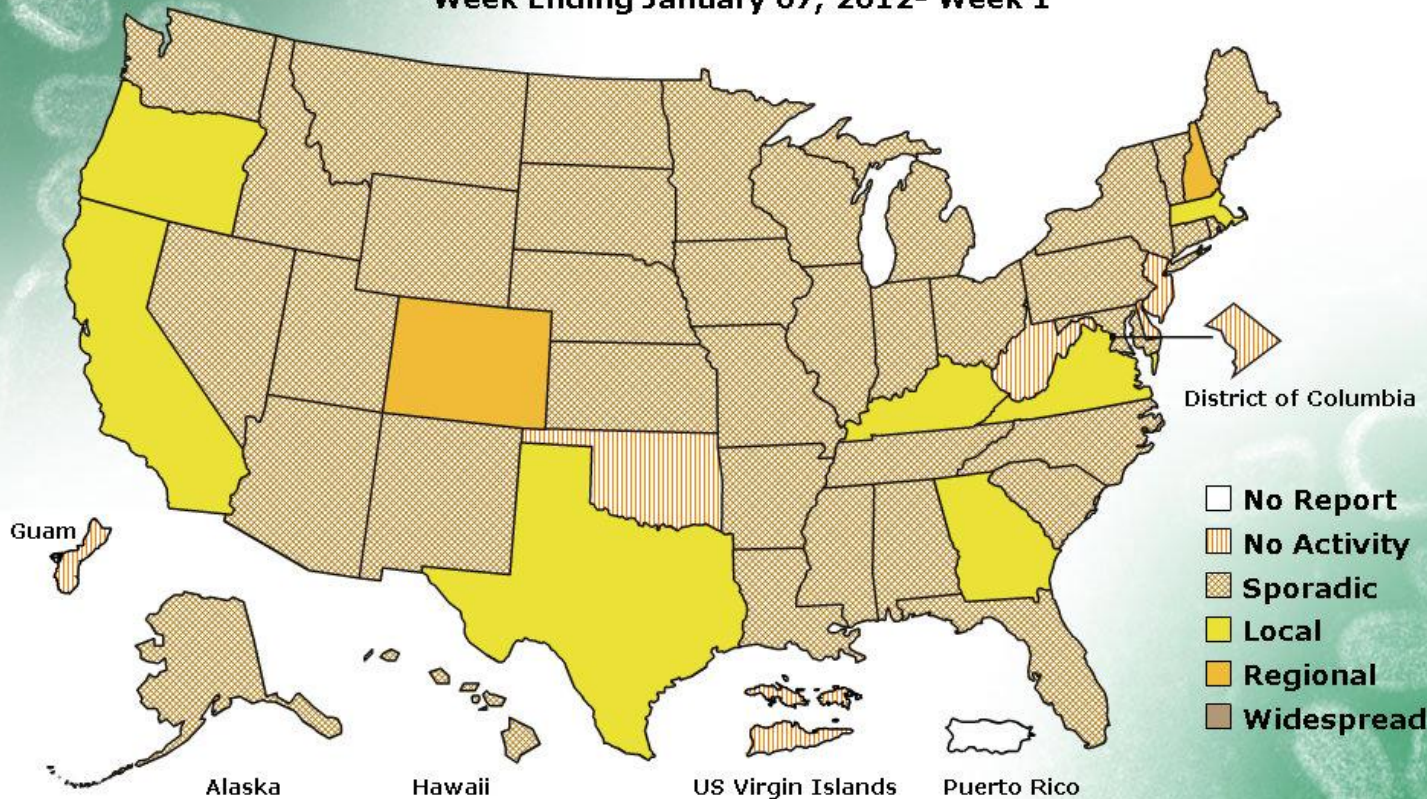 Week Ending January 07, 2012- Week 1
Guam
District of Columbia
No Report
No Activity
Sporadic
Local
Regional
Widespread
Alaska
Hawaii
US Virgin Islands
Puerto Rico